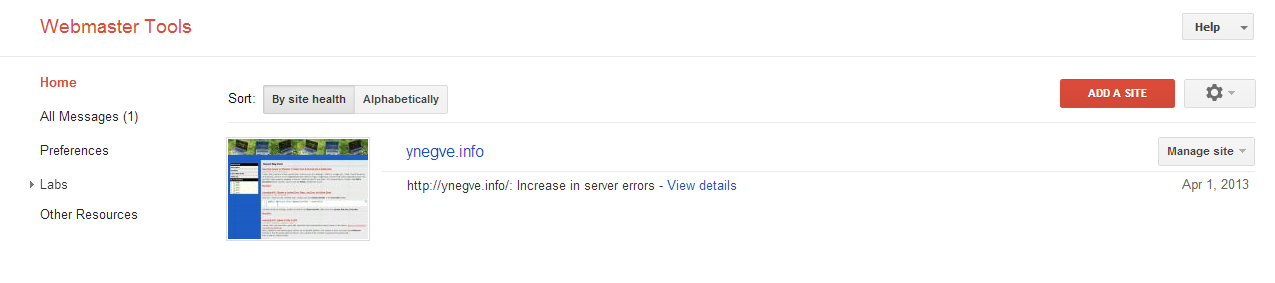 Webmaster Tools
Help
Home
All Messages (1)
Preferences
Labs
Other Resources
Sort: By site health Alphabetically
ADD A SITE
ynegve.info
Manage site
http://ynegve.info/: Increase in server errors - View details
Apr 1, 2013